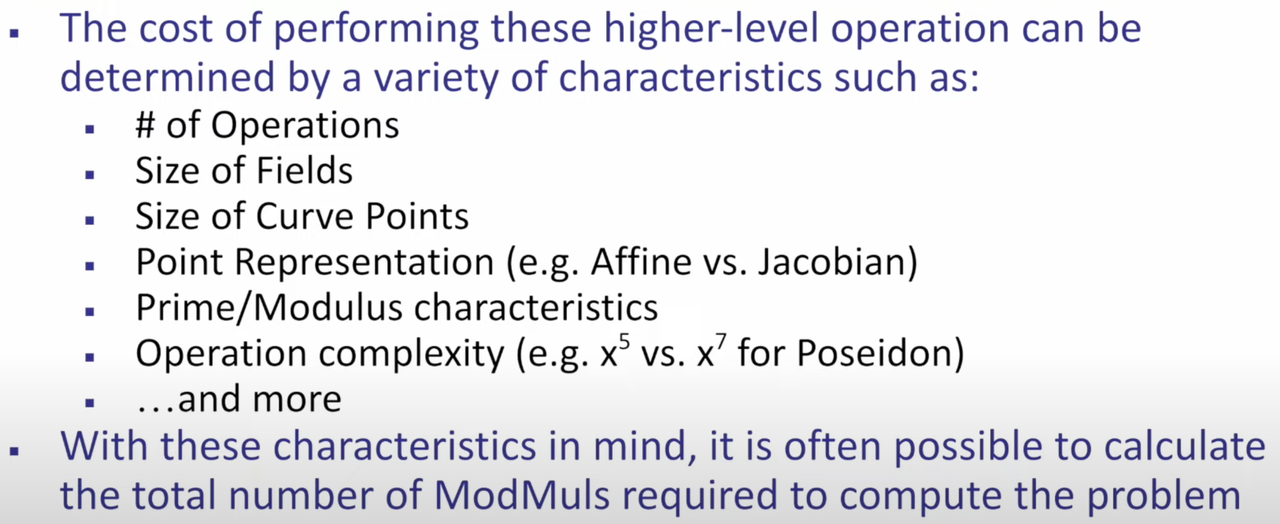 ▪ The cost of performing these higher-level operation can be
determined by a variety of characteristics such as:
▪ # of Operations
▪ Size of Fields
▪ Size of Curve Points
▪ Point Representation (e.g. Affine vs. Jacobian)
▪ Prime/Modulus characteristics
▪ Operation complexity (e.g. x⁵ vs. x⁷ for Poseidon)
▪ …and more
▪ With these characteristics in mind, it is often possible to calculate
the total number of ModMuls required to compute the problem